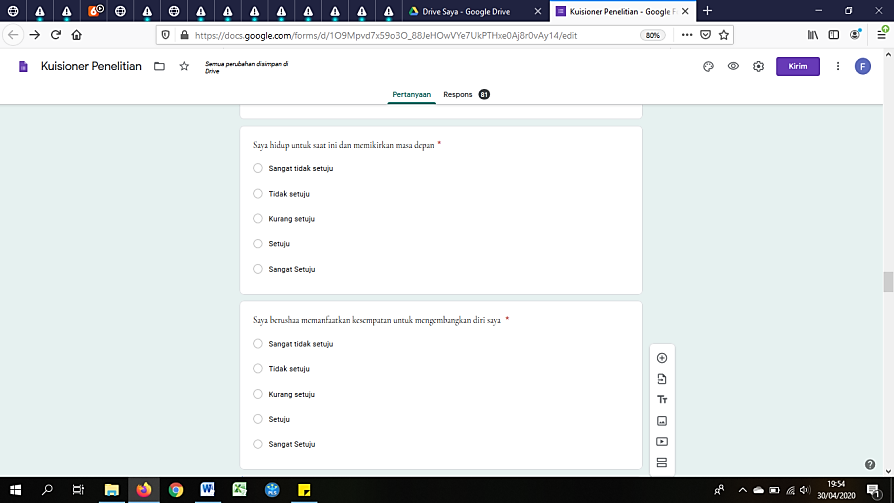 Drive Saya - Google Drive
Kuisioner Penelitian - Google F
https://docs.google.com/forms/d/1O9Mpvd7x59o3O_88JeHOwVYe7UkPTHxe0Aj8r0vAy14/edit
80%
Kuisioner Penelitian
Semua perubahan disimpan di
Drive
Kirim
F
Pertanyaan
Respons 81
Saya hidup untuk saat ini dan memikirkan masa depan *
Sangat tidak setuju
Tidak setuju
Kurang setuju
Setuju
Sangat Setuju
Saya berushaa memanfaatkan kesempatan untuk mengembangkan diri saya *
Sangat tidak setuju
Tidak setuju
Kurang setuju
Setuju
Sangat Setuju
19:54
30/04/2020